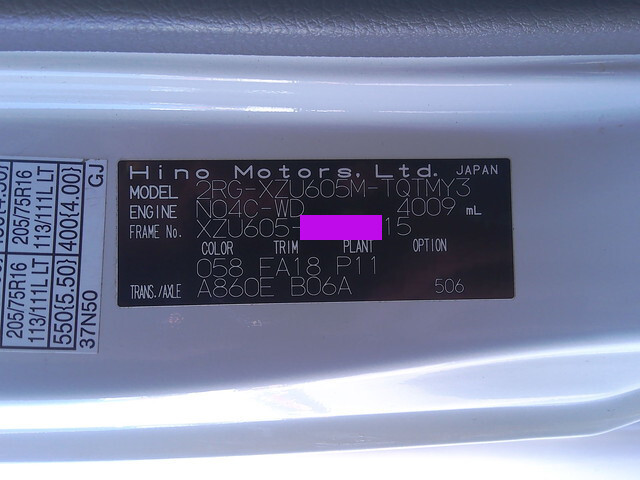 Hino Motors, Ltd. JAPAN
MODEL 2RG-XZU605M-TQTMY3
ENGINE N04C-WD 4009 mL
FRAME No. XZU605- 15
COLOR TRIM PLANT OPTION
058 EA18 P11
TRANS./AXLE A860E B06A 506
205/75R16
113/111L LT
400{4.00}
GJ
205/75R16
113/111L LT
550{5.50}
37N50